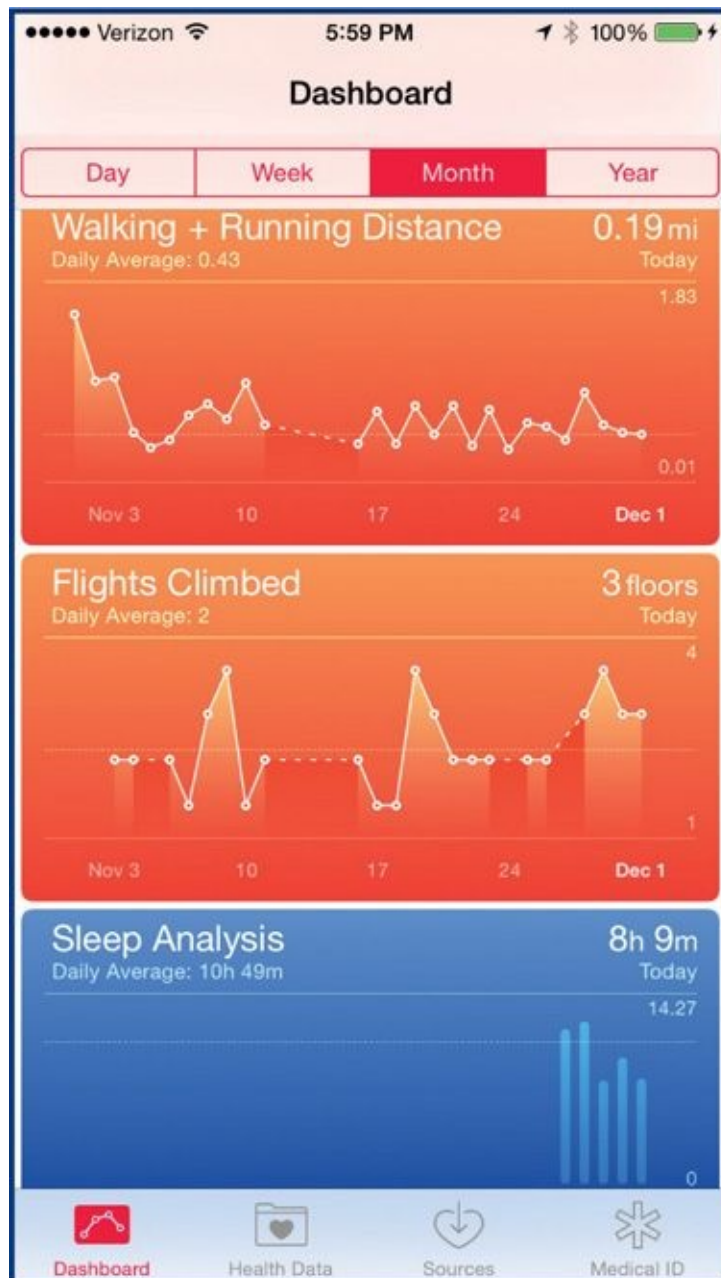 Verizon 5:59 PM 100%
Dashboard
Day Week Month Year
Walking + Running Distance 0.19 mi
Daily Average: 0.43 Today
1.83
0.01
Nov 3 10 17 24 Dec 1
Flights Climbed 3 floors
Daily Average: 2 Today
4
1
Nov 3 10 17 24 Dec 1
Sleep Analysis 8h 9m
Daily Average: 10h 49m Today
14.27
0
Dashboard Health Data Sources Medical ID